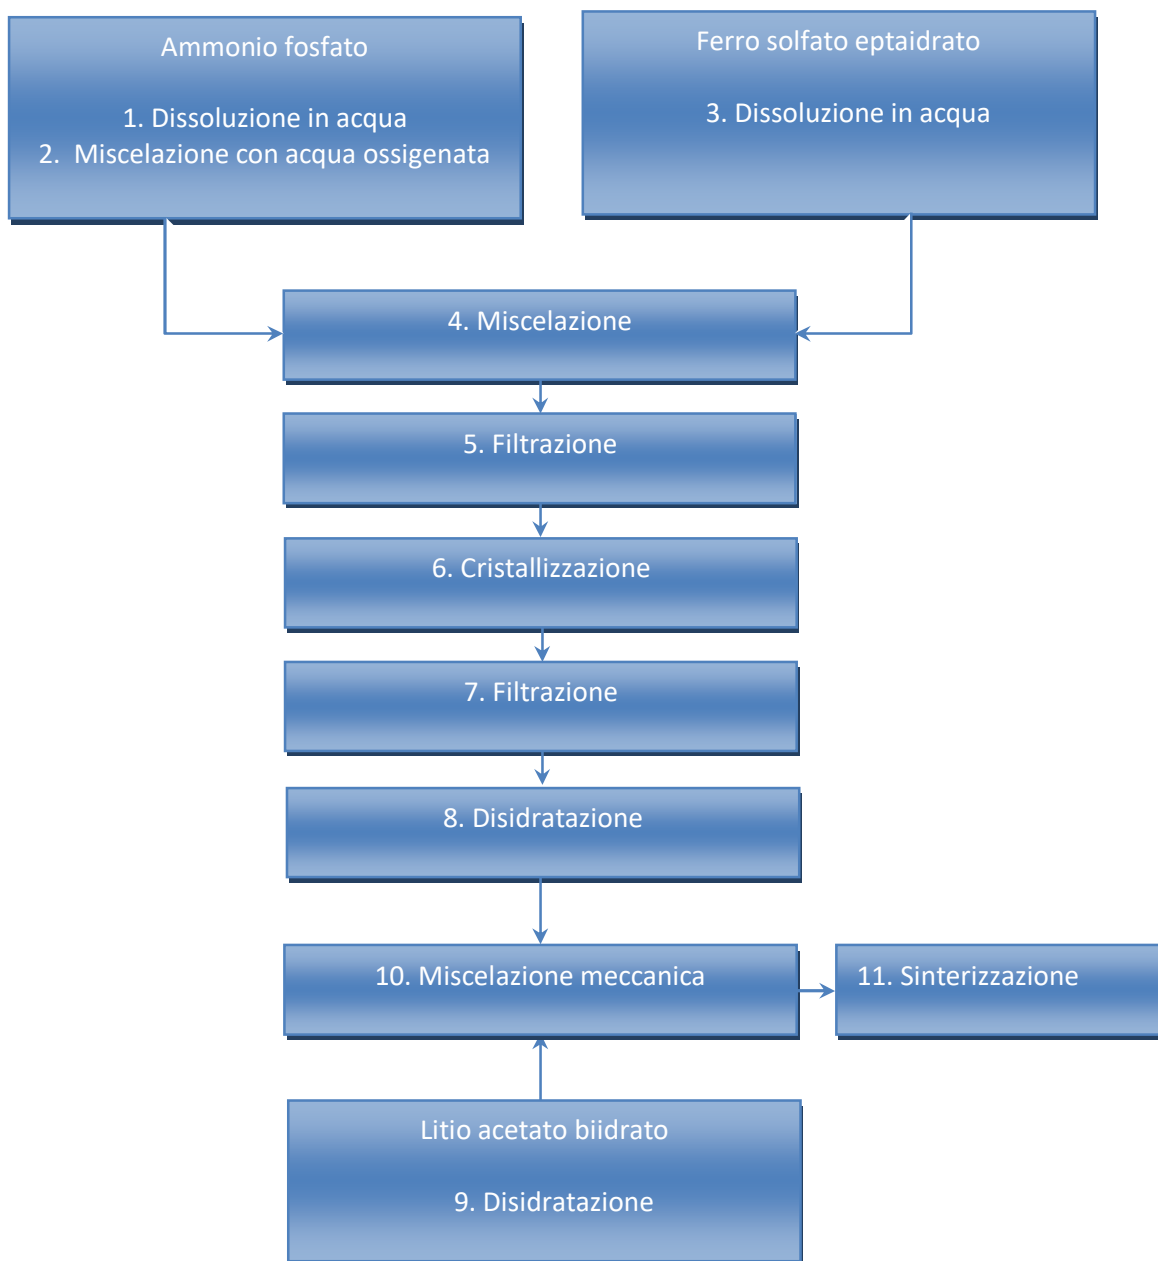 Ammonio fosfato
1. Dissoluzione in acqua
2. Miscelazione con acqua ossigenata
Ferro solfato eptaidrato
3. Dissoluzione in acqua
4. Miscelazione
5. Filtrazione
6. Cristallizzazione
7. Filtrazione
8. Disidratazione
10. Miscelazione meccanica
11. Sinterizzazione
Litio acetato biidrato
9. Disidratazione